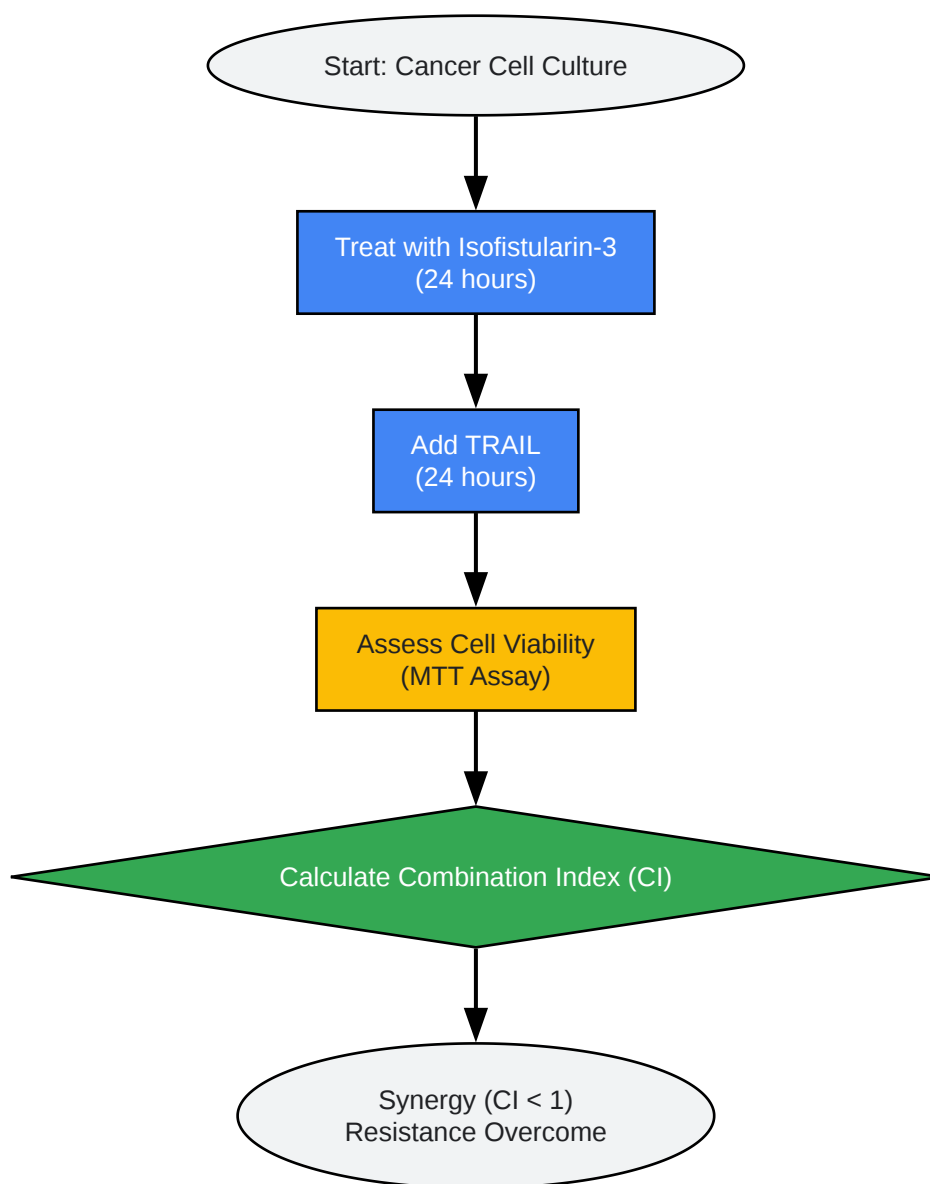 Start: Cancer Cell Culture
Treat with Isofistularin-3
(24 hours)
Add TRAIL
(24 hours)
Assess Cell Viability
(MTT Assay)
Calculate Combination Index (CI)
Synergy (CI < 1)
Resistance Overcome